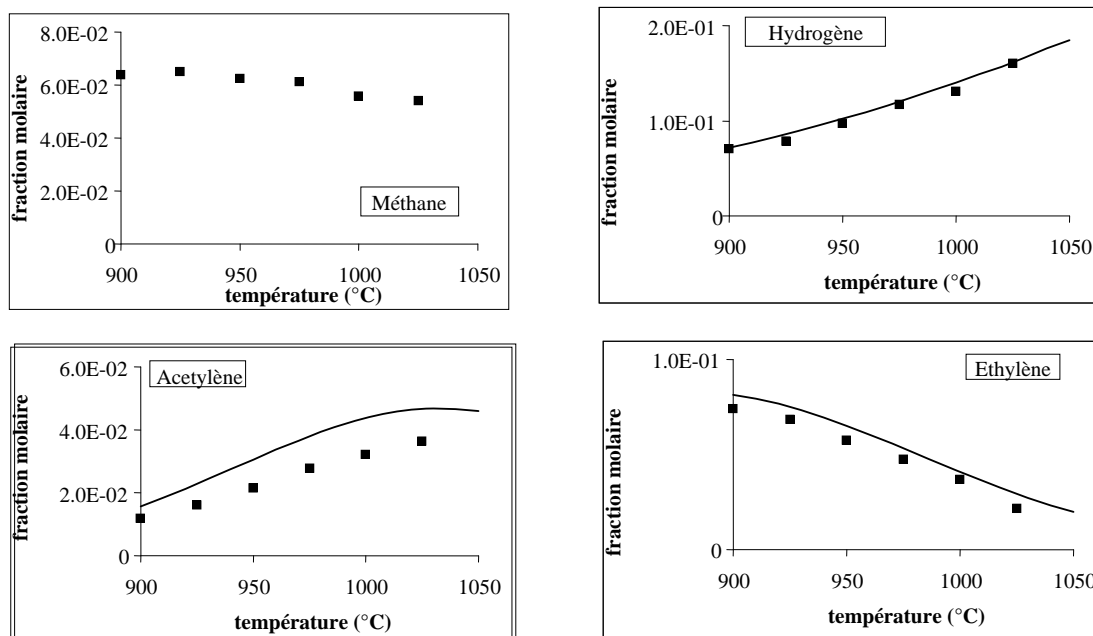 8.0E-02
6.0E-02
4.0E-02
2.0E-02
0
fraction molaire
Méthane
900 950 1000 1050
température (°C)
2.0E-01
1.0E-01
0
fraction molaire
Hydrogène
900 950 1000 1050
température (°C)
6.0E-02
4.0E-02
2.0E-02
0
fraction molaire
Acetylène
900 950 1000 1050
température (°C)
1.0E-01
0
fraction molaire
Ethylène
900 950 1000 1050
température (°C)